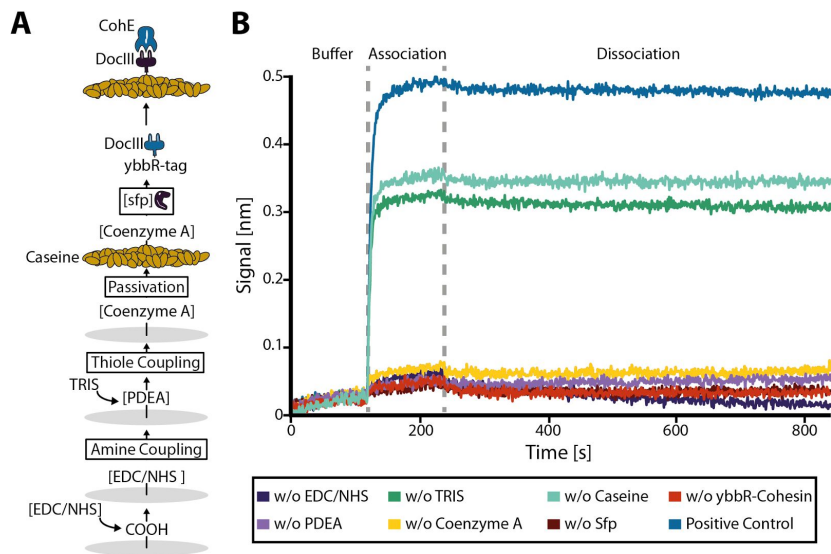 A
CohE
DocIII
DocIII
ybbR-tag
[sfp]
[Coenzyme A]
Caseine
Passivation
[Coenzyme A]
Thiole Coupling
TRIS
[PDEA]
Amine Coupling
[EDC/NHS ]
[EDC/NHS]
COOH
B
Buffer Association Dissociation
Signal [nm]
0.5
0.4
0.3
0.2
0.1
0
0 200 400 600 800
Time [s]
w/o EDC/NHS w/o TRIS w/o Caseine w/o ybbR-Cohesin
w/o PDEA w/o Coenzyme A w/o Sfp Positive Control